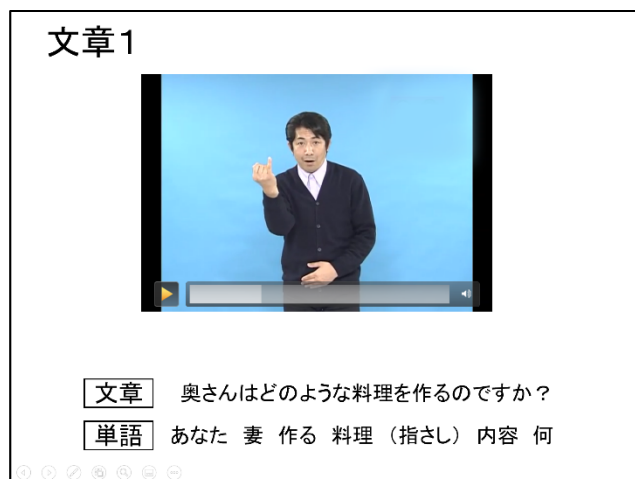 文章1
文章 奥さんはどのような料理を作るのですか?
単語 あなた 妻 作る 料理 (指さし) 内容 何